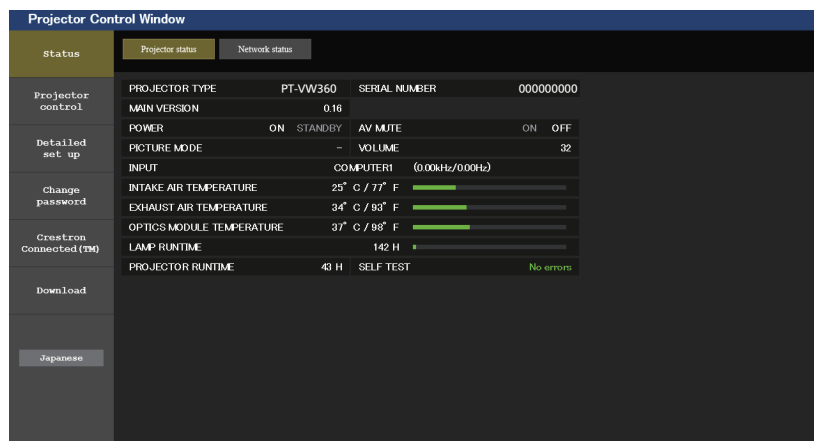 Projector Control Window
Status
Projector status
Network status
Projector
control
Detailed
set up
Change
password
Crestron
Connected(TM)
Download
Japanese
PROJECTOR TYPE PT-VW360 SERIAL NUMBER 000000000
MAIN VERSION 0.16
POWER ON STANDBY AV MUTE ON OFF
PICTURE MODE – VOLUME 32
INPUT COMPUTER1 (0.00kHz/0.00Hz)
INTAKE AIR TEMPERATURE 25° C / 77° F
EXHAUST AIR TEMPERATURE 34° C / 93° F
OPTICS MODULE TEMPERATURE 37° C / 98° F
LAMP RUNTIME 142 H
PROJECTOR RUNTIME 43 H SELF TEST No errors